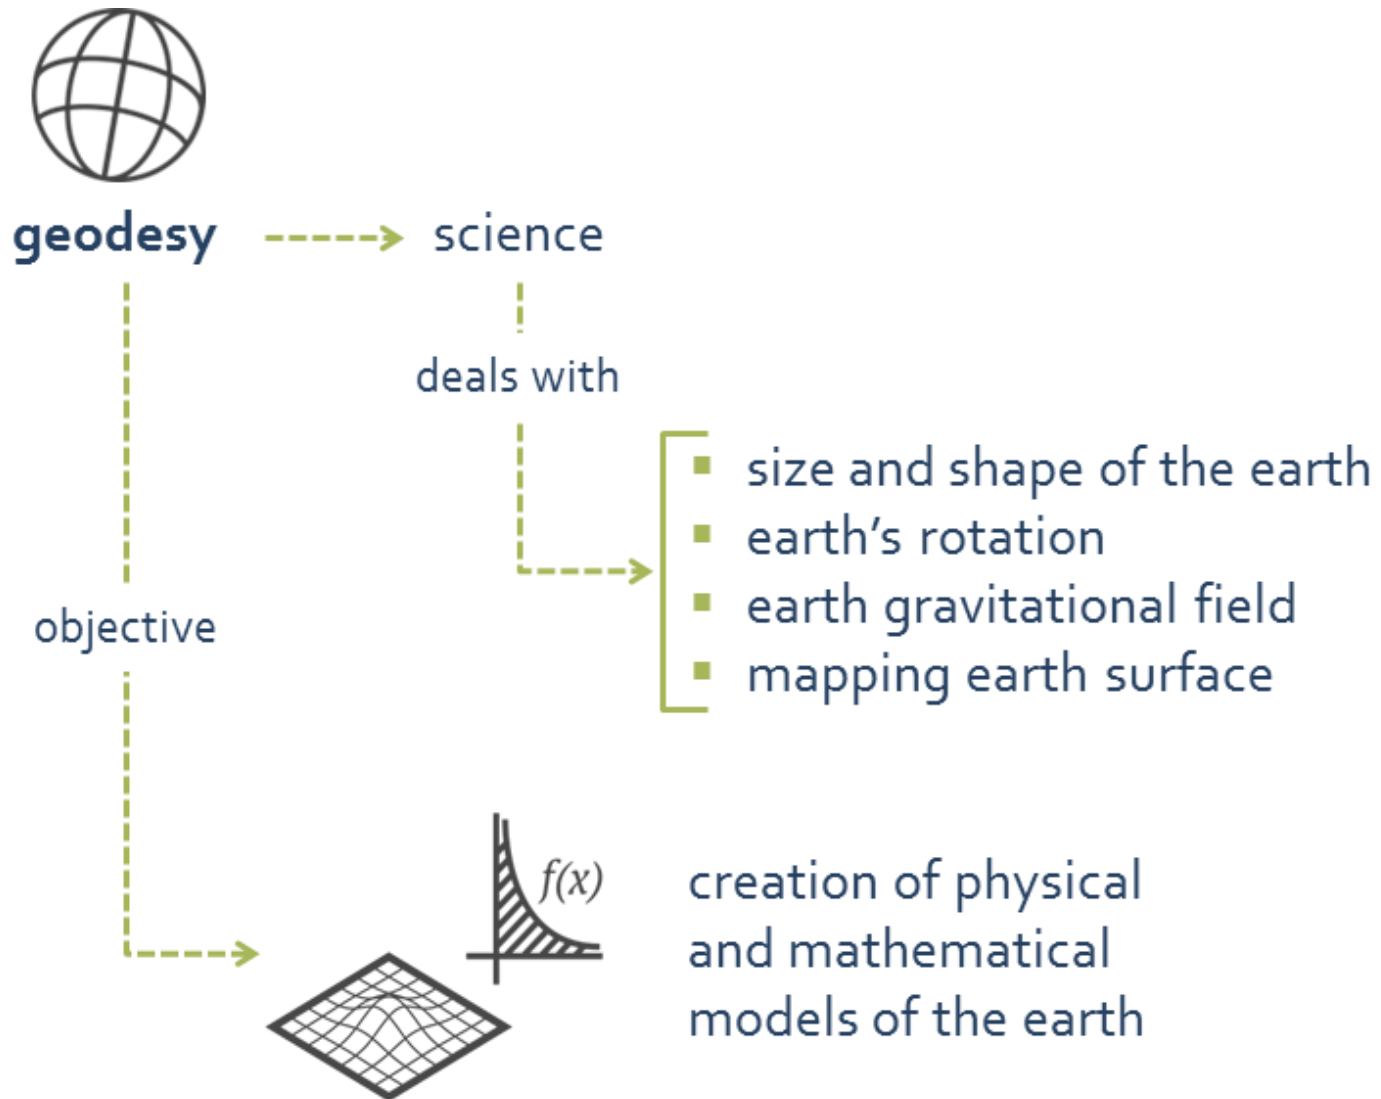 geodesy
science
deals with
size and shape of the earth
earth’s rotation
earth gravitational field
mapping earth surface
objective
f(x)
creation of physical
and mathematical
models of the earth